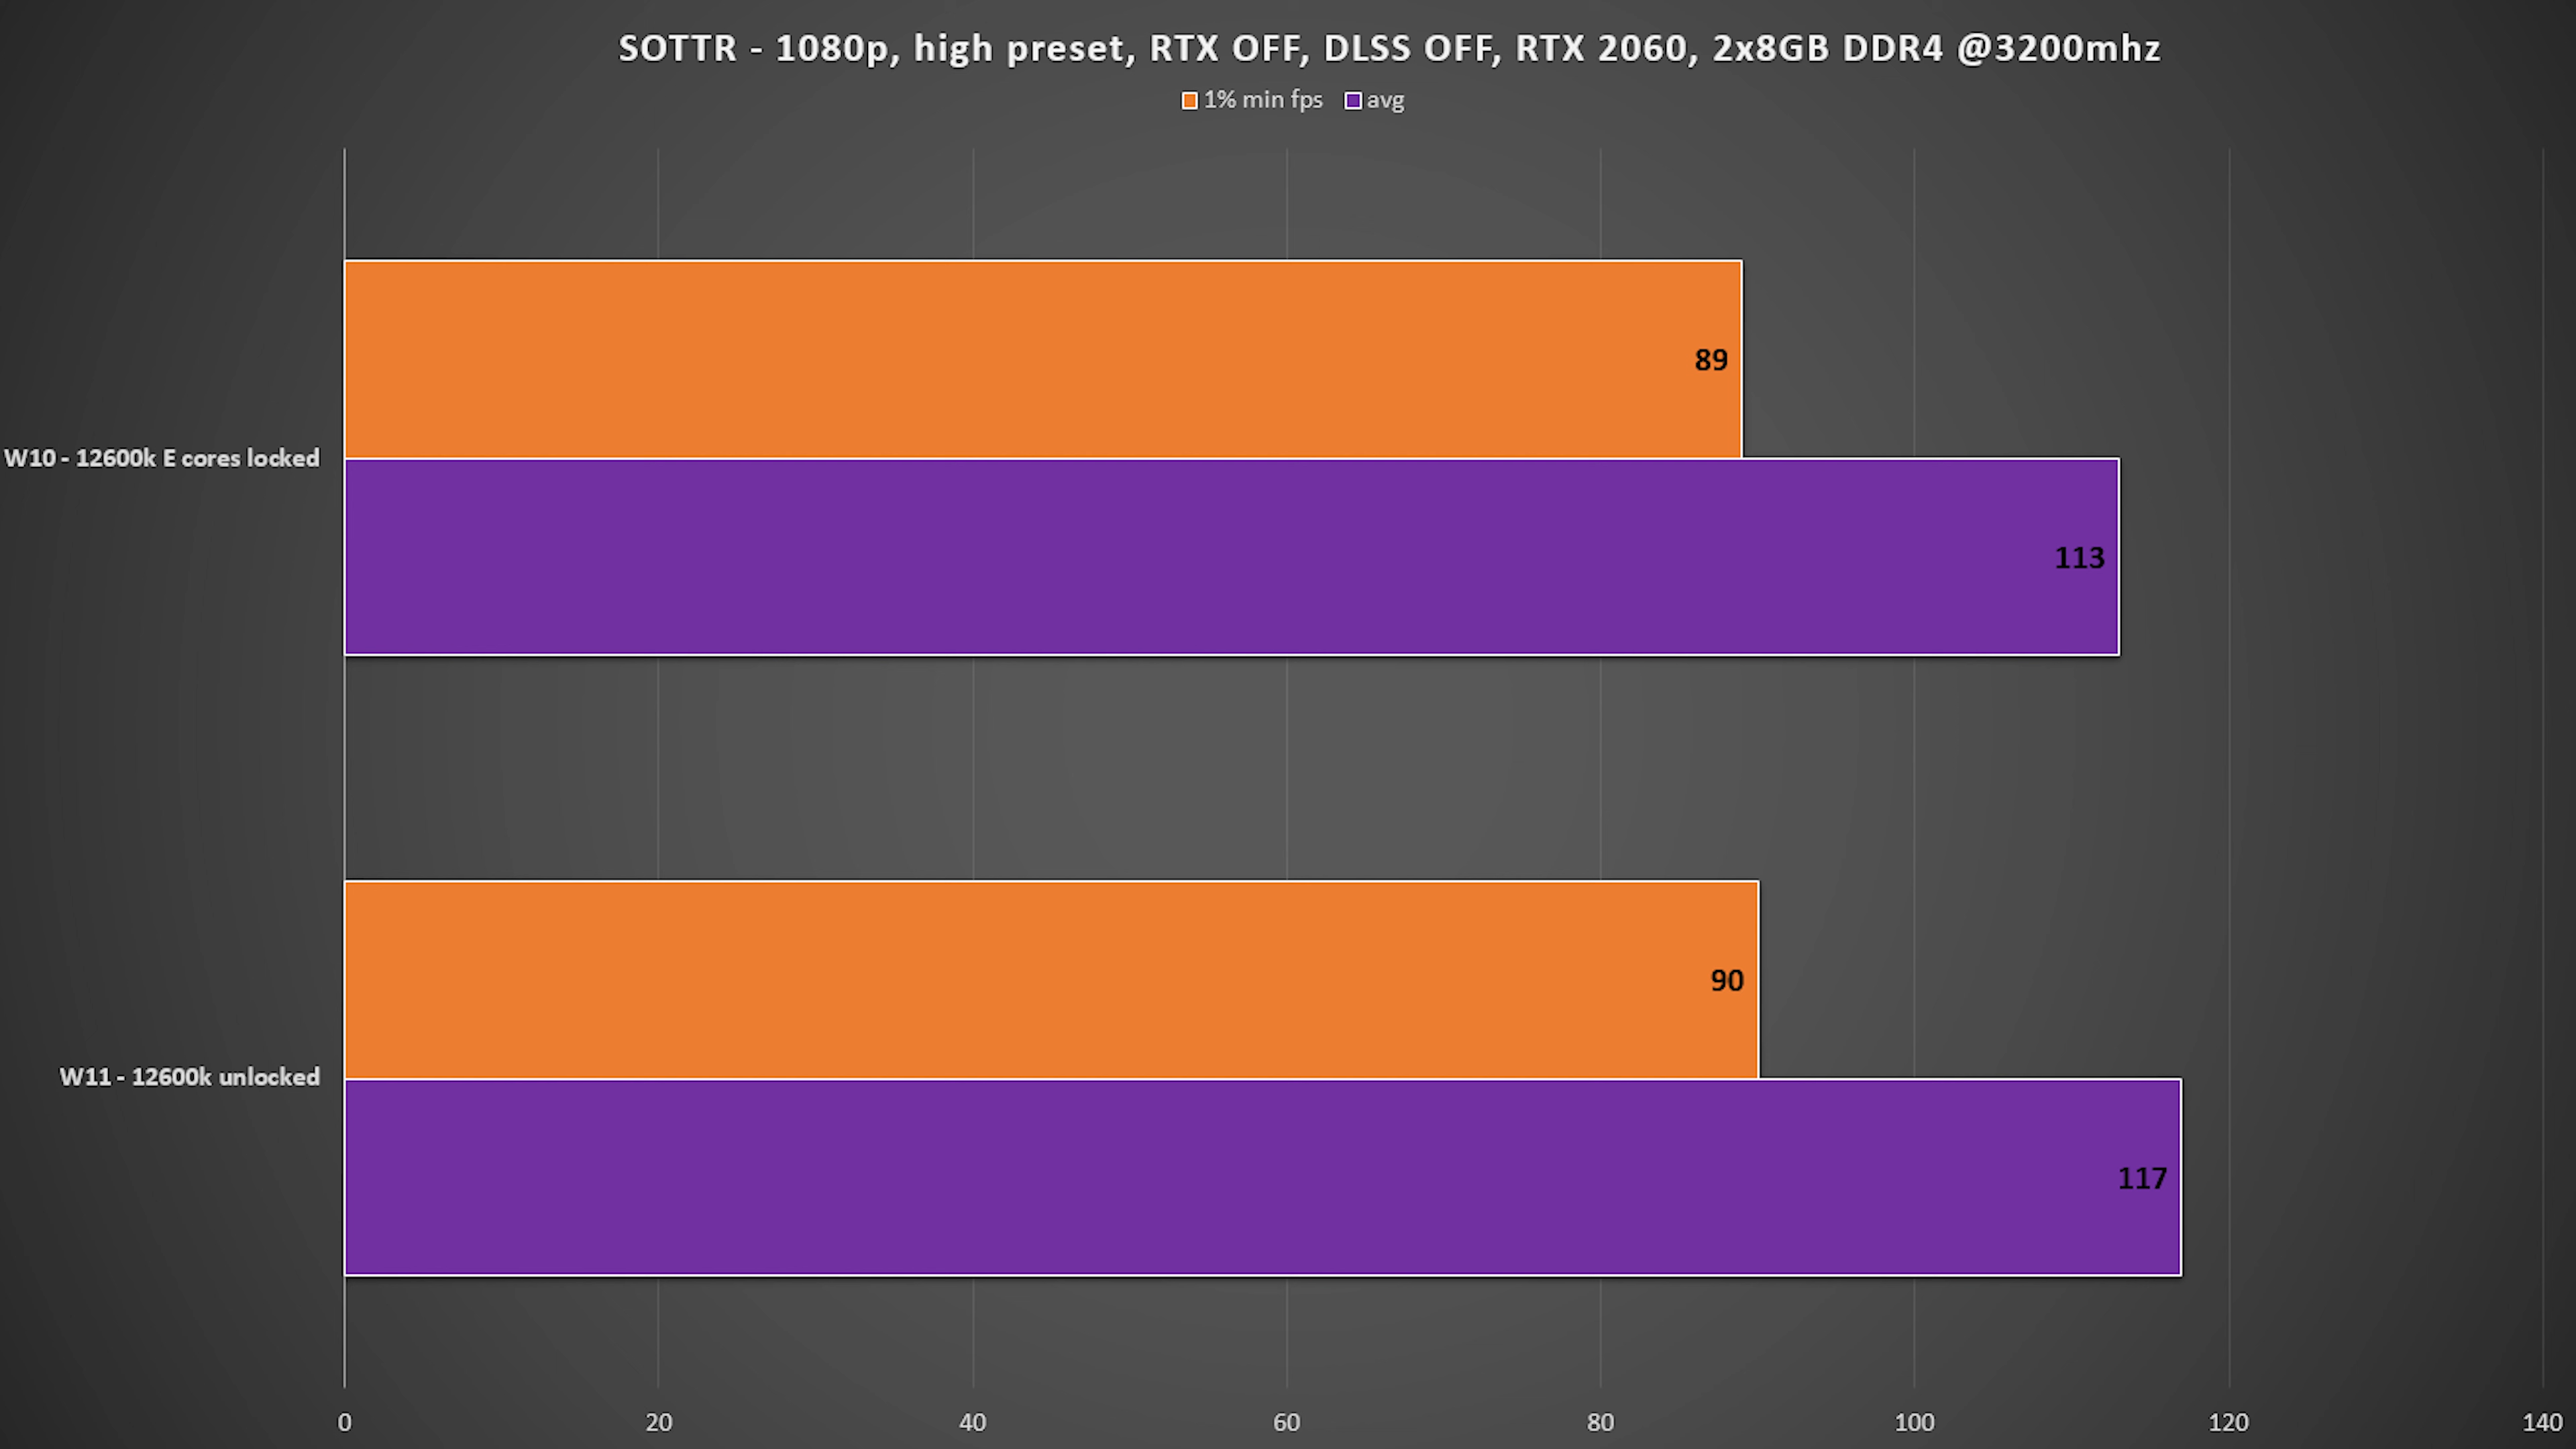 SOTTR - 1080p, high preset, RTX OFF, DLSS OFF, RTX 2060, 2x8GB DDR4 @3200mhz
1% min fps avg
89
W10 - 12600k E cores locked
113
90
W11 - 12600k unlocked
117
0 20 40 60 80 100 120 140